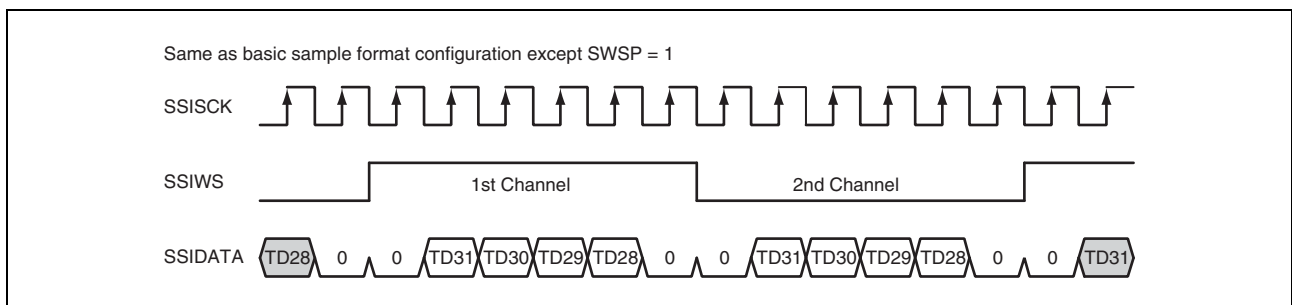 Same as basic sample format configuration except SWSP = 1
SSISCK
SSIWS 1st Channel 2nd Channel
SSIDATA TD28 0 0 TD31 TD30 TD29 TD28 0 0 TD31 TD30 TD29 TD28 0 0 TD31